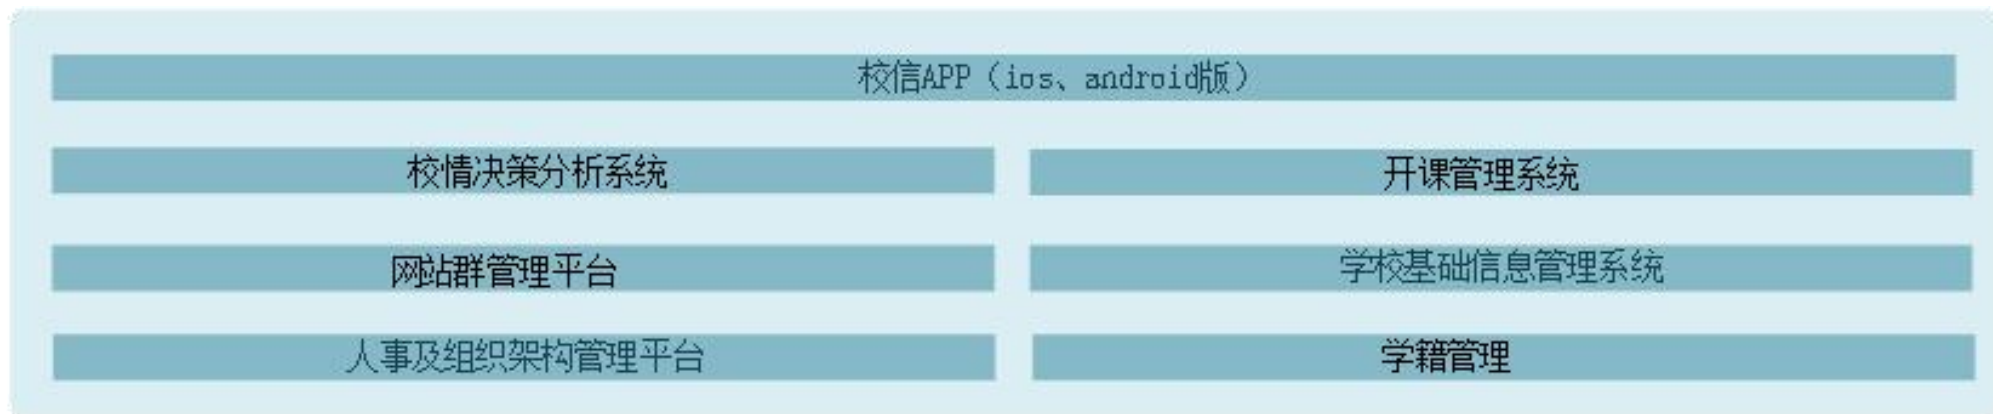 校信APP（ios、android版）
校情决策分析系统
开课管理系统
网站群管理平台
学校基础信息管理系统
人事及组织架构管理平台
学籍管理